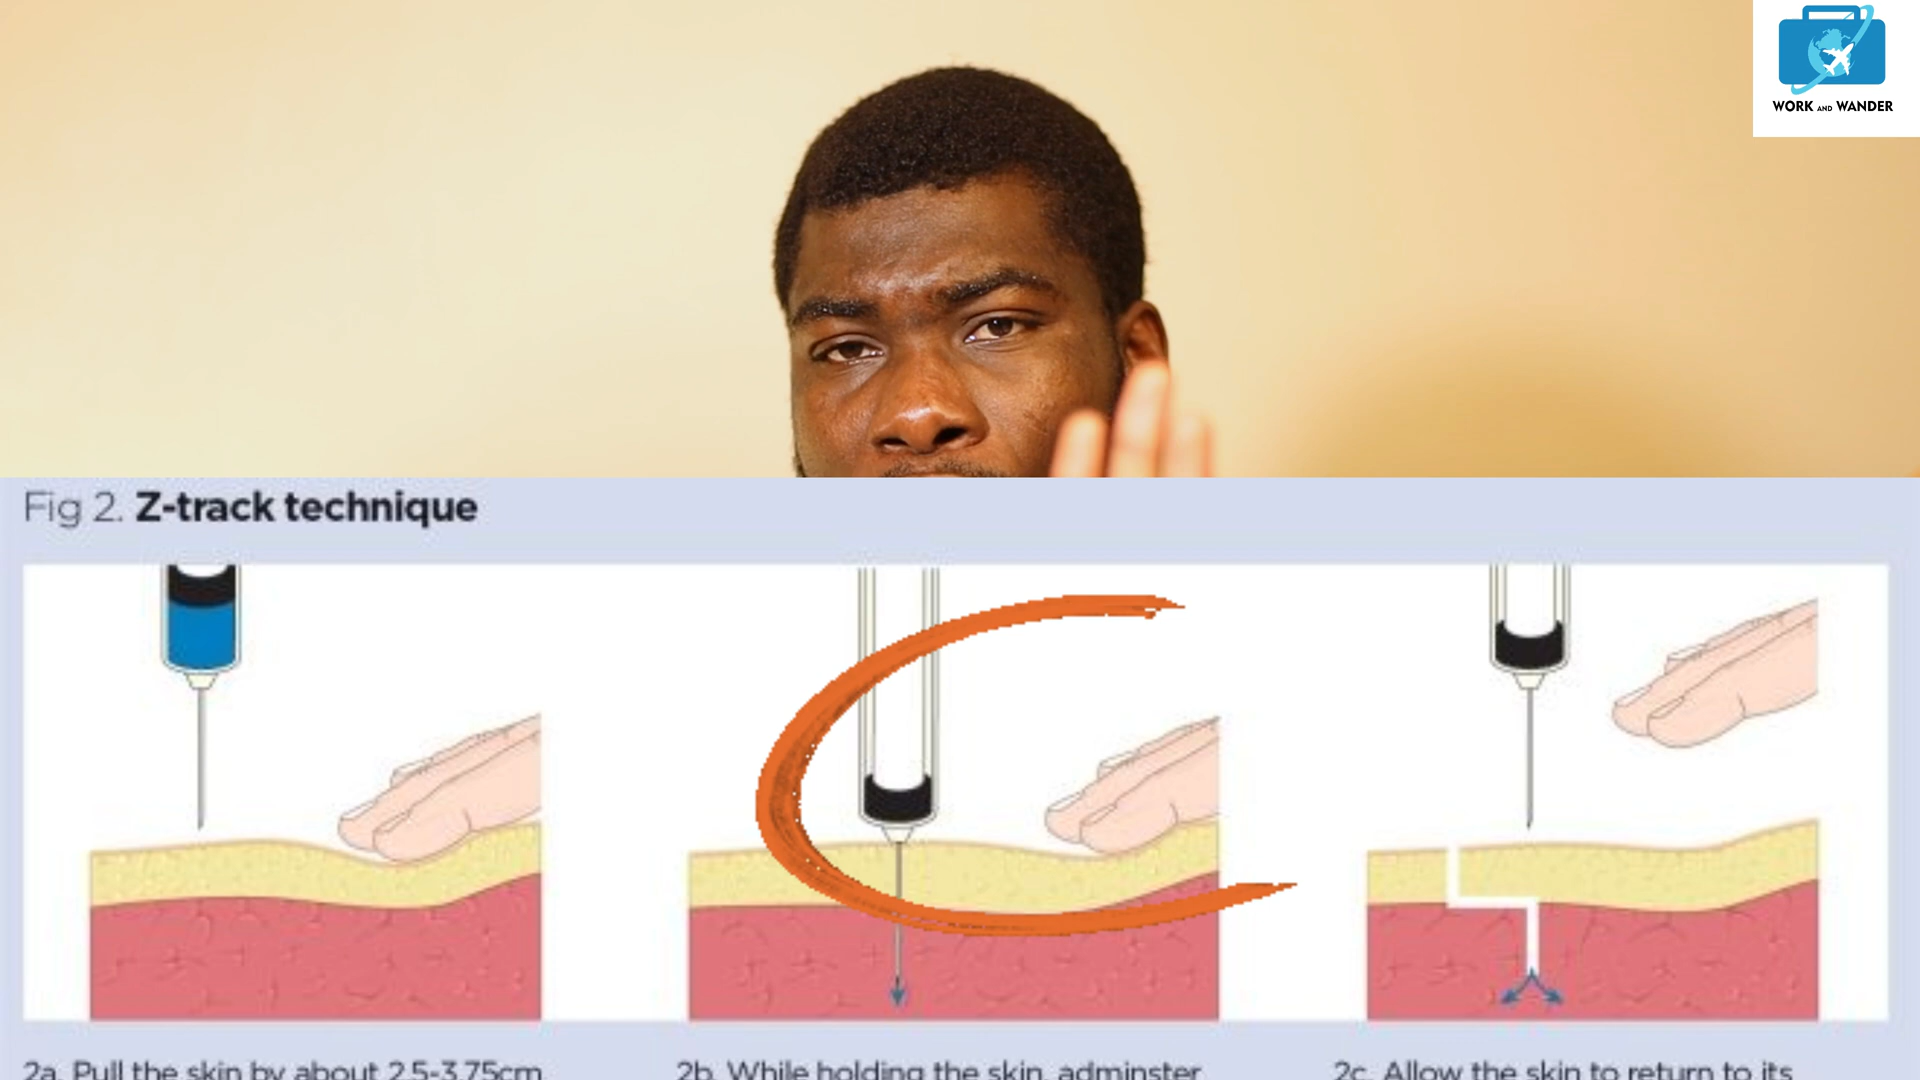 WORK AND WANDER
Fig 2. Z-track technique
2a. Pull the skin by about 2.5-3.75cm.
2b. While holding the skin, adminster
2c. Allow the skin to return to its